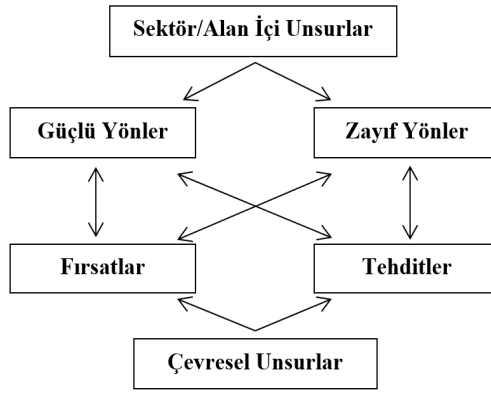 Sektör/Alan İçi Unsurlar
Güçlü Yönler
Zayıf Yönler
Fırsatlar
Tehditler
Çevresel Unsurlar